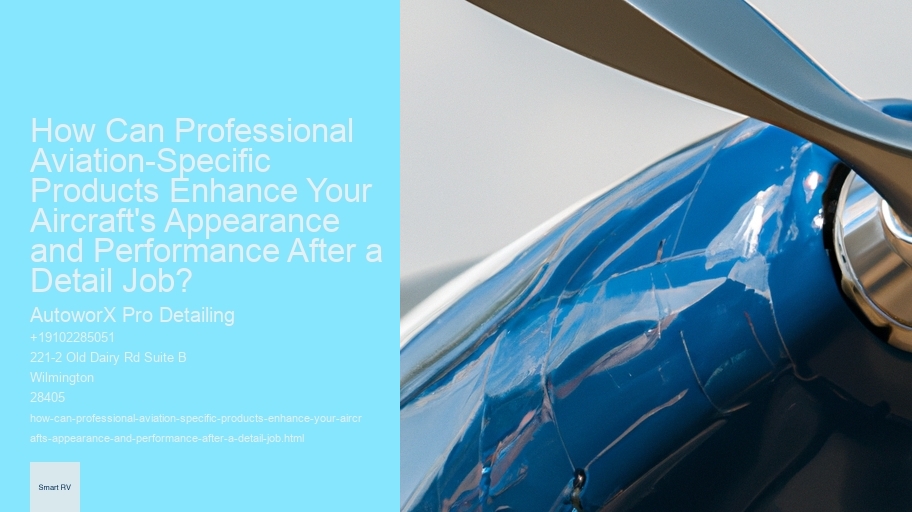 How Can Professional
Aviation-Specific
Products Enhance Your
Aircraft's Appearance
and Performance After a
Detail Job?
AutoworX Pro Detailing
+19102285051
221-2 Old Dairy Rd Suite B
Wilmington
28405
how-can-professional-aviation-specific-products-enhance-your-aircr
afts-appearance-and-performance-after-a-detail-job.html
Smart RV